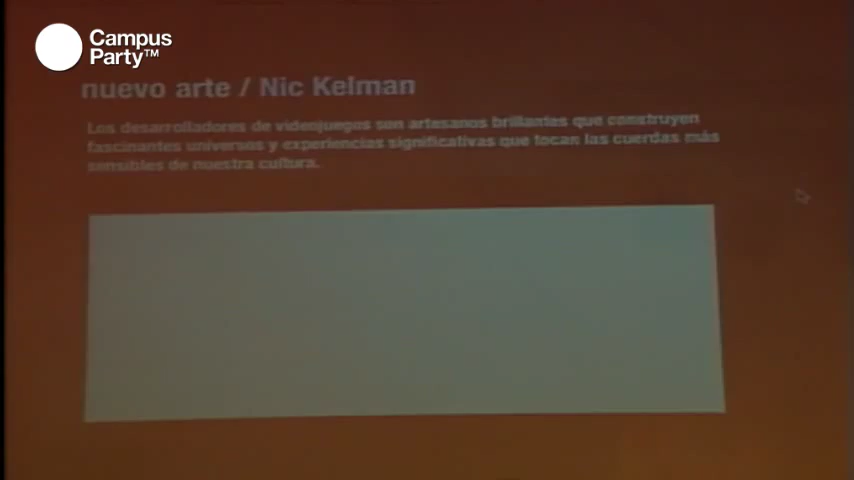 Campus
Party™
nuevo arte / Nic Kelman
Los desarrolladores de videojuegos son artesanos brillantes que construyen
fascinantes universos y experiencias significativas que tocan las cuerdas más
sensibles de nuestra cultura.